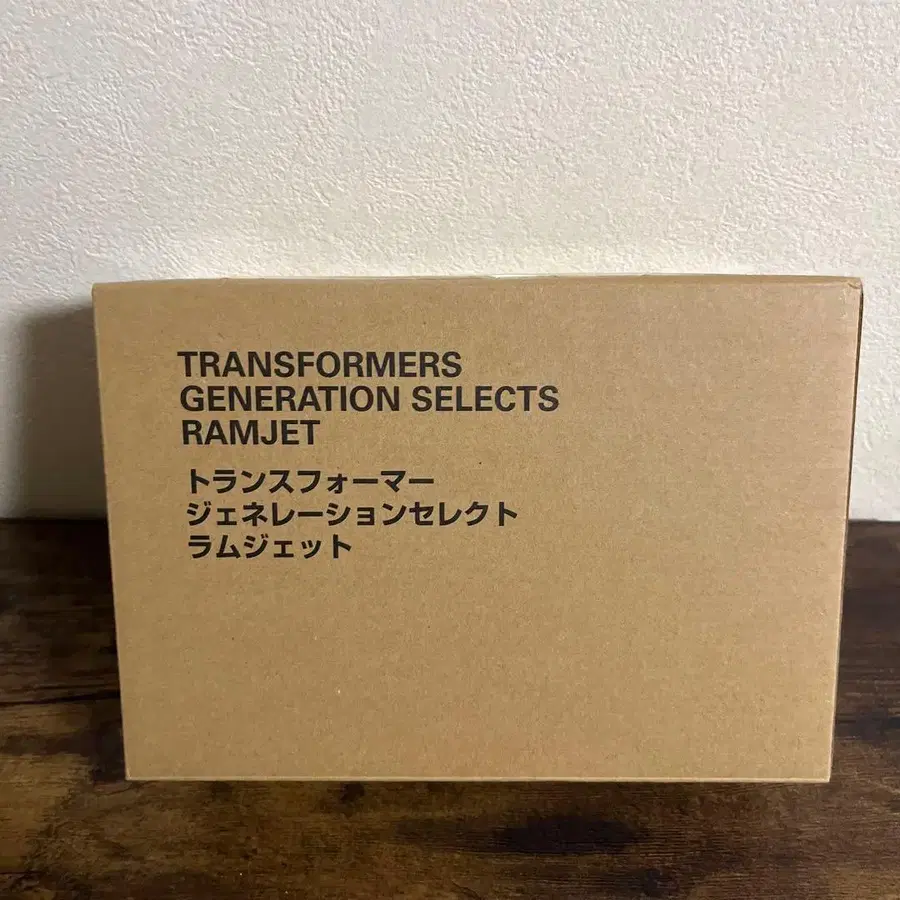 TRANSFORMERS
GENERATION SELECTS
RAMJET
トランスフォーマー
ジェネレーションセレクト
ラムジェット